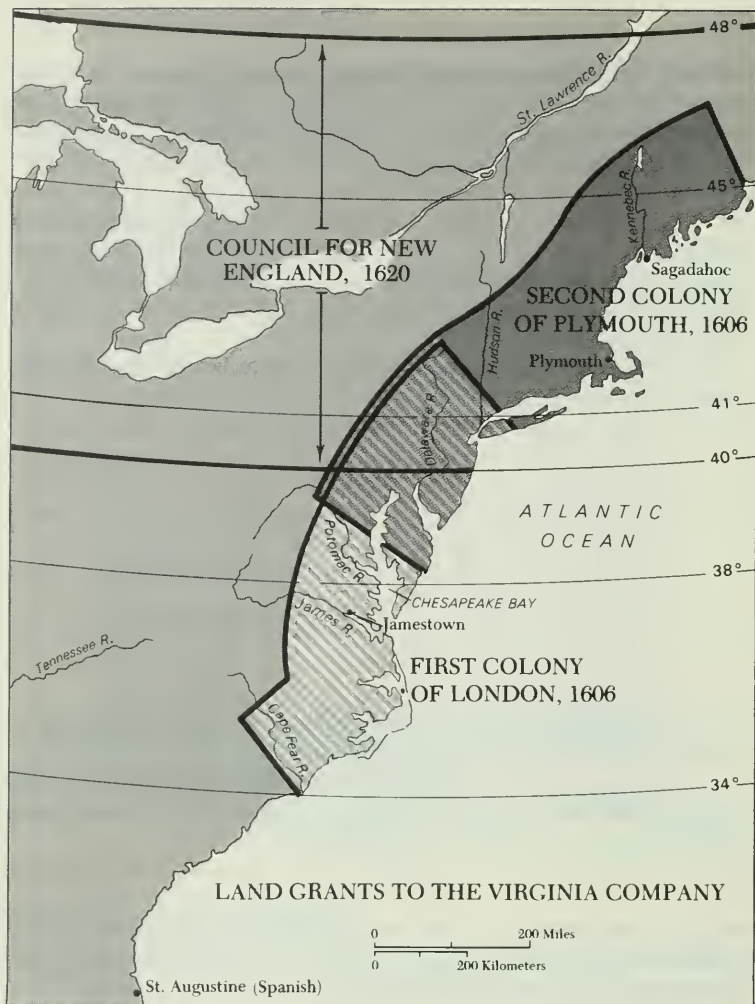 48°
St. Lawrence R.
45°
Kennebec R.
COUNCIL FOR NEW
ENGLAND, 1620
Sagadahoc
SECOND COLONY
OF PLYMOUTH, 1606
Hudson R.
Plymouth
Delaware R.
41°
40°
ATLANTIC
OCEAN
Potomac R.
38°
CHESAPEAKE BAY
James R.
Jamestown
Tennessee R.
FIRST COLONY
OF LONDON, 1606
Cape Fear R.
34°
LAND GRANTS TO THE VIRGINIA COMPANY
0 200 Miles
0 200 Kilometers
St. Augustine (Spanish)